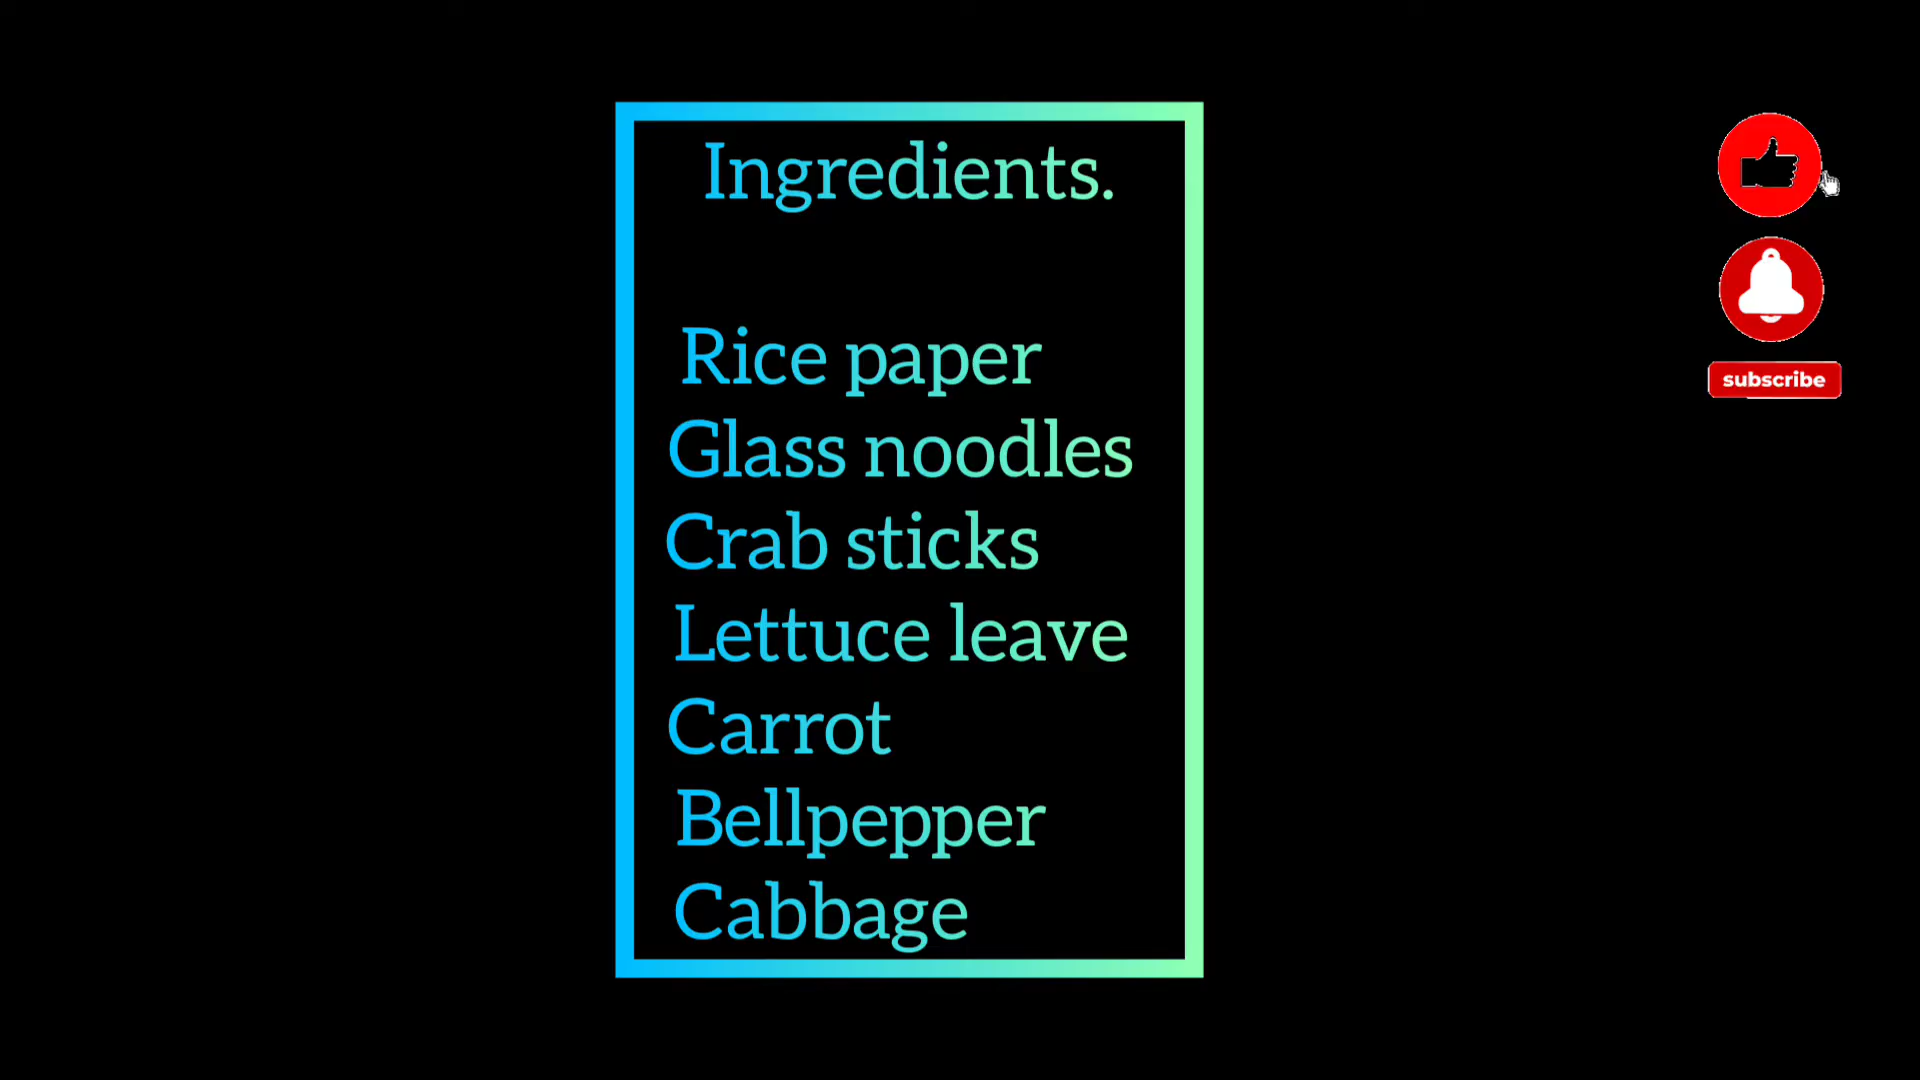 Ingredients.
Rice paper
Glass noodles
Crab sticks
Lettuce leave
Carrot
Bellpepper
Cabbage
subscribe